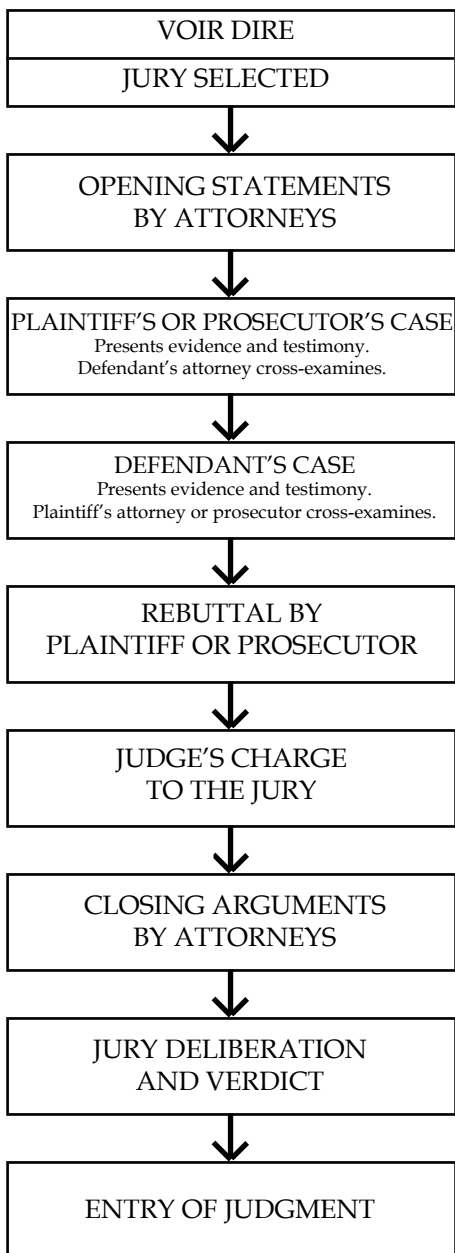 VOIR DIRE
JURY SELECTED
OPENING STATEMENTS
BY ATTORNEYS
PLAINTIFF’S OR PROSECUTOR’S CASE
Presents evidence and testimony.
Defendant’s attorney cross-examines.
DEFENDANT’S CASE
Presents evidence and testimony.
Plaintiff’s attorney or prosecutor cross-examines.
REBUTTAL BY
PLAINTIFF OR PROSECUTOR
JUDGE’S CHARGE
TO THE JURY
CLOSING ARGUMENTS
BY ATTORNEYS
JURY DELIBERATION
AND VERDICT
ENTRY OF JUDGMENT